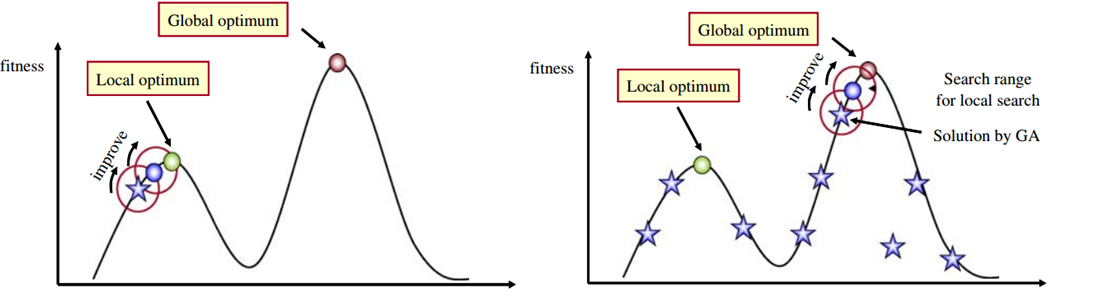 Global optimum
fitness
Local optimum
improve
Global optimum
fitness
Local optimum
improve
Search range
for local search
Solution by GA